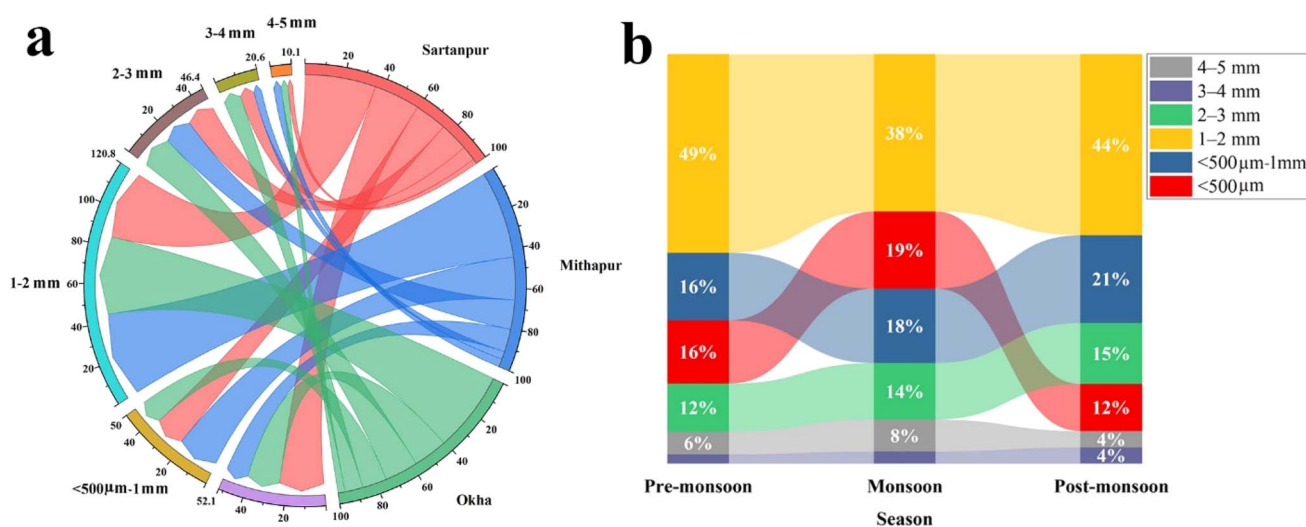 a
4-5 mm
3-4 mm
10.1
20.6
2-3 mm
46.4
40
20
20
Sartanpur
20
40
60
80
100
120.8
100
80
1-2 mm
60
40
20
20
40
Mithapur
60
80
100
50
40
20
<500µm-1mm
52.1
40
20
100
80
60
40
20
Okha
b
49%
16%
16%
12%
6%
38%
19%
18%
14%
8%
44%
21%
15%
12%
4%
4%
Pre-monsoon
Monsoon
Post-monsoon
Season
4–5 mm
3–4 mm
2–3 mm
1–2 mm
<500µm-1mm
<500µm